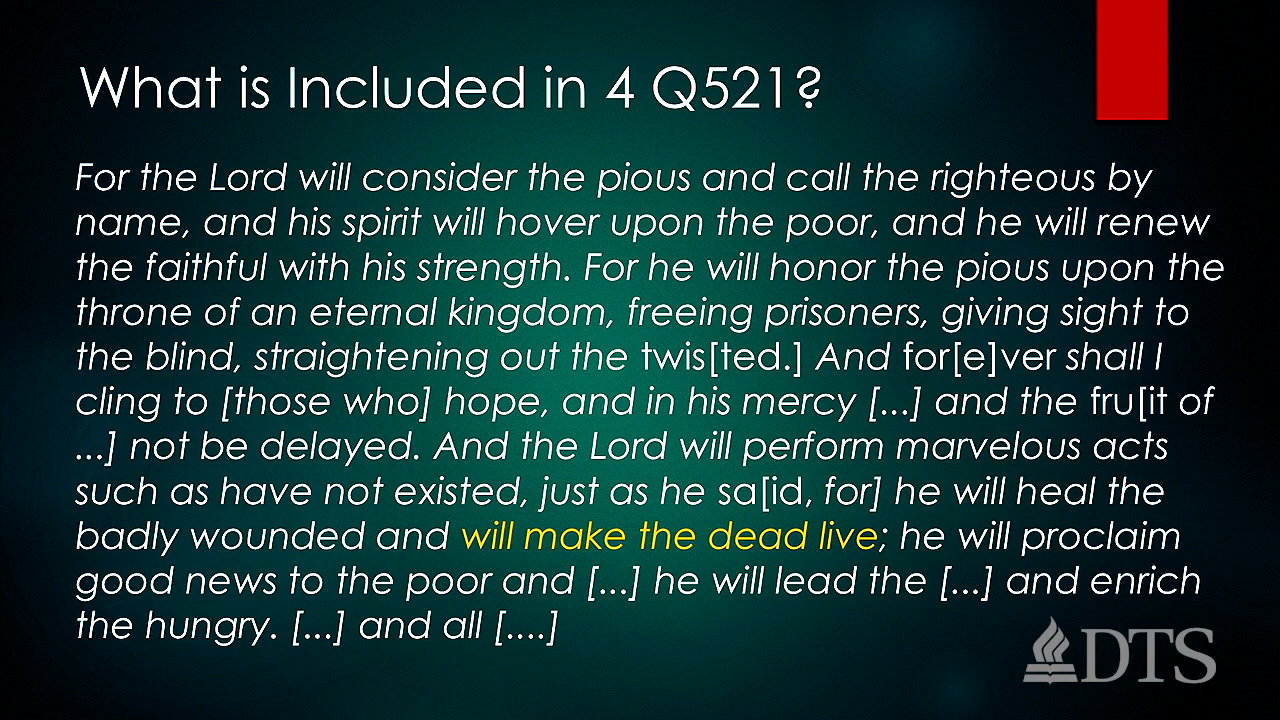 What is Included in 4 Q521?
For the Lord will consider the pious and call the righteous by
name, and his spirit will hover upon the poor, and he will renew
the faithful with his strength. For he will honor the pious upon the
throne of an eternal kingdom, freeing prisoners, giving sight to
the blind, straightening out the twis[ted.] And for[e]ver shall I
cling to [those who] hope, and in his mercy [...] and the fru[it of
...] not be delayed. And the Lord will perform marvelous acts
such as have not existed, just as he sa[id, for] he will heal the
badly wounded and will make the dead live; he will proclaim
good news to the poor and [...] he will lead the [...] and enrich
the hungry. [...] and all [....]
DTS